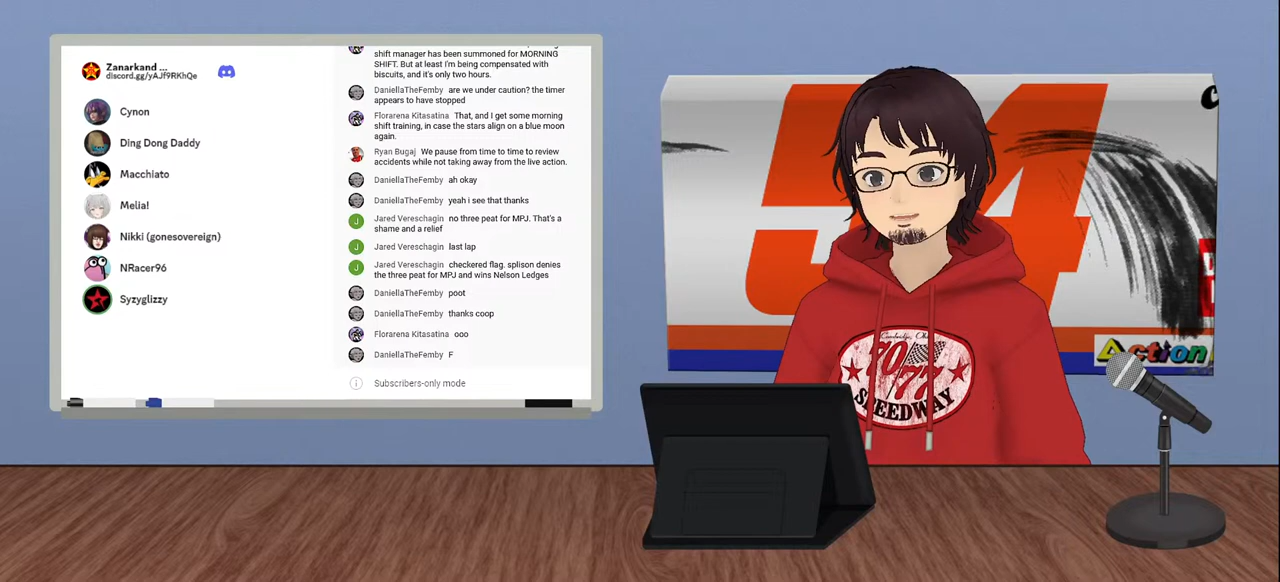 Zanarkand ...
discord.gg/yAJf9RKhQe
Cynon
Ding Dong Daddy
Macchiato
Melia!
Nikki (gonesovereign)
NRacer96
Syzyglizzy
shift manager has been summoned for MORNING
SHIFT. But at least I'm being compensated with
biscuits, and it's only two hours.
DaniellaTheFemby are we under caution? the timer
appears to have stopped
Florarena Kitasatina That, and I get some morning
shift training, in case the stars align on a blue moon
again.
Ryan Bugaj We pause from time to time to review
accidents while not taking away from the live action.
DaniellaTheFemby ah okay
DaniellaTheFemby yeah i see that thanks
J Jared Vereschagin no three peat for MPJ. That's a
shame and a relief
J Jared Vereschagin last lap
J Jared Vereschagin checkered flag. splison denies
the three peat for MPJ and wins Nelson Ledges
DaniellaTheFemby poot
DaniellaTheFemby thanks coop
Florarena Kitasatina ooo
DaniellaTheFemby F
Subscribers-only mode
54
Action
Cambridge, Ohio
70/77
SPEEDWAY